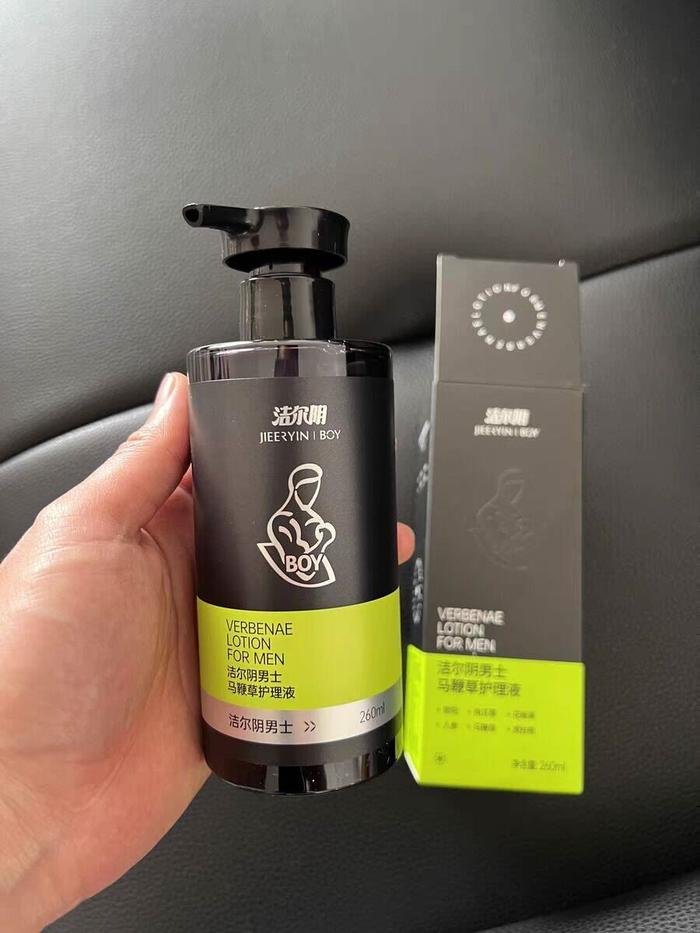 洁尔阴
JIEERYIN | BOY
BOY
VERBENAE
LOTION
FOR MEN
洁尔阴男士
马鞭草护理液
洁尔阴男士 >> 260ml
洁尔阴
JIEERYIN | BOY
VERBENAE
LOTION
FOR MEN
洁尔阴男士
马鞭草护理液
净含量: 260ml